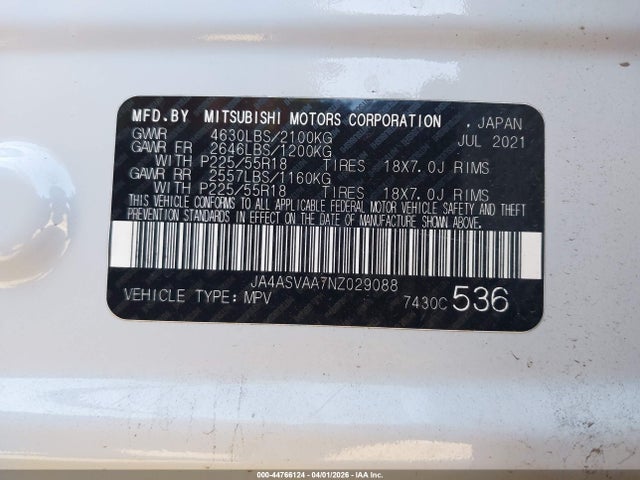 MFD.BY MITSUBISHI MOTORS CORPORATION . JAPAN
GVWR 4630LBS/2100KG JUL 2021
GAWR FR 2646LBS/1200KG
WITH P225/55R18 TIRES 18X7.0J RIMS
GAWR RR 2557LBS/1160KG
WITH P225/55R18 TIRES 18X7.0J RIMS
THIS VEHICLE CONFORMS TO ALL APPLICABLE FEDERAL MOTOR VEHICLE SAFETY AND THEFT
PREVENTION STANDARDS IN EFFECT ON THE DATE OF MANUFACTURE SHOWN ABOVE.
JA4ASVAA7NZ029088
VEHICLE TYPE: MPV 7430C 536
000-44766124 - 04/01/2026 - IAA Inc.